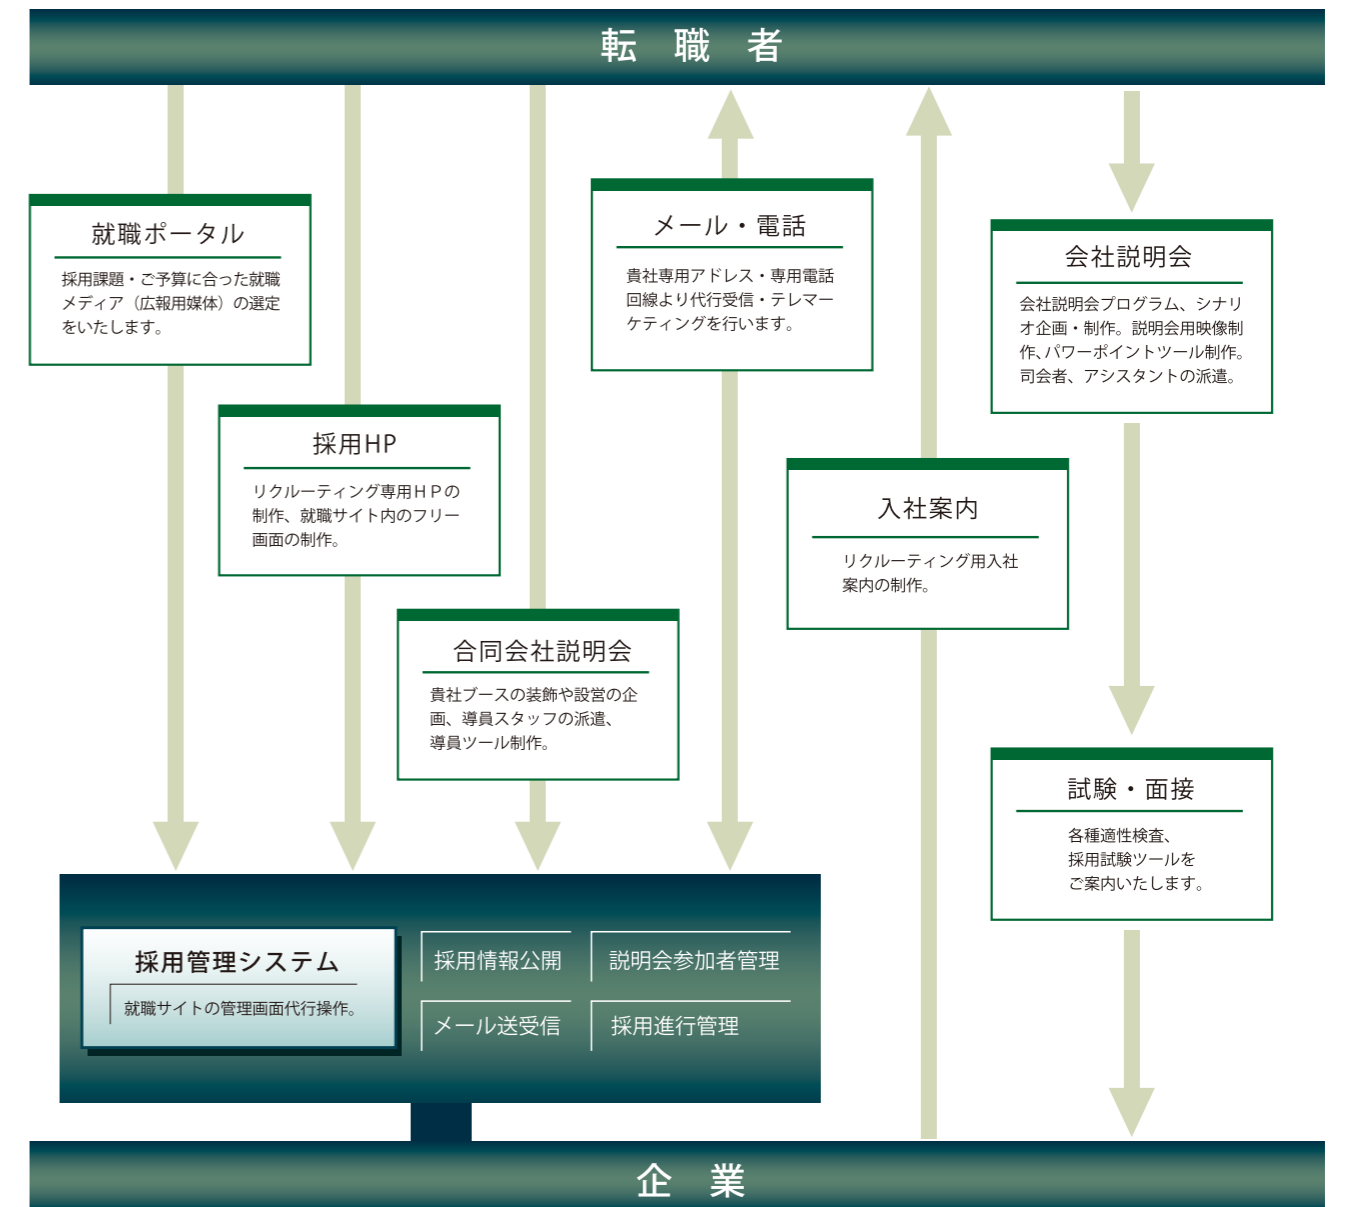 転職者
就職ポータル
採用課題・ご予算に合った就職
メディア（広報用媒体）の選定
をいたします。
採用HP
リクルーティング専用ＨＰの
制作、就職サイト内のフリー
画面の制作。
合同会社説明会
貴社ブースの装飾や設営の企
画、導員スタッフの派遣、
導員ツール制作。
メール・電話
貴社専用アドレス・専用電話
回線より代行受信・テレマー
ケティングを行います。
入社案内
リクルーティング用入社
案内の制作。
会社説明会
会社説明会プログラム、シナリ
オ企画・制作。説明会用映像制
作、パワーポイントツール制作。
司会者、アシスタントの派遣。
試験・面接
各種適性検査、
採用試験ツールを
ご案内いたします。
採用管理システム
就職サイトの管理画面代行操作。
採用情報公開
説明会参加者管理
メール送受信
採用進行管理
企業